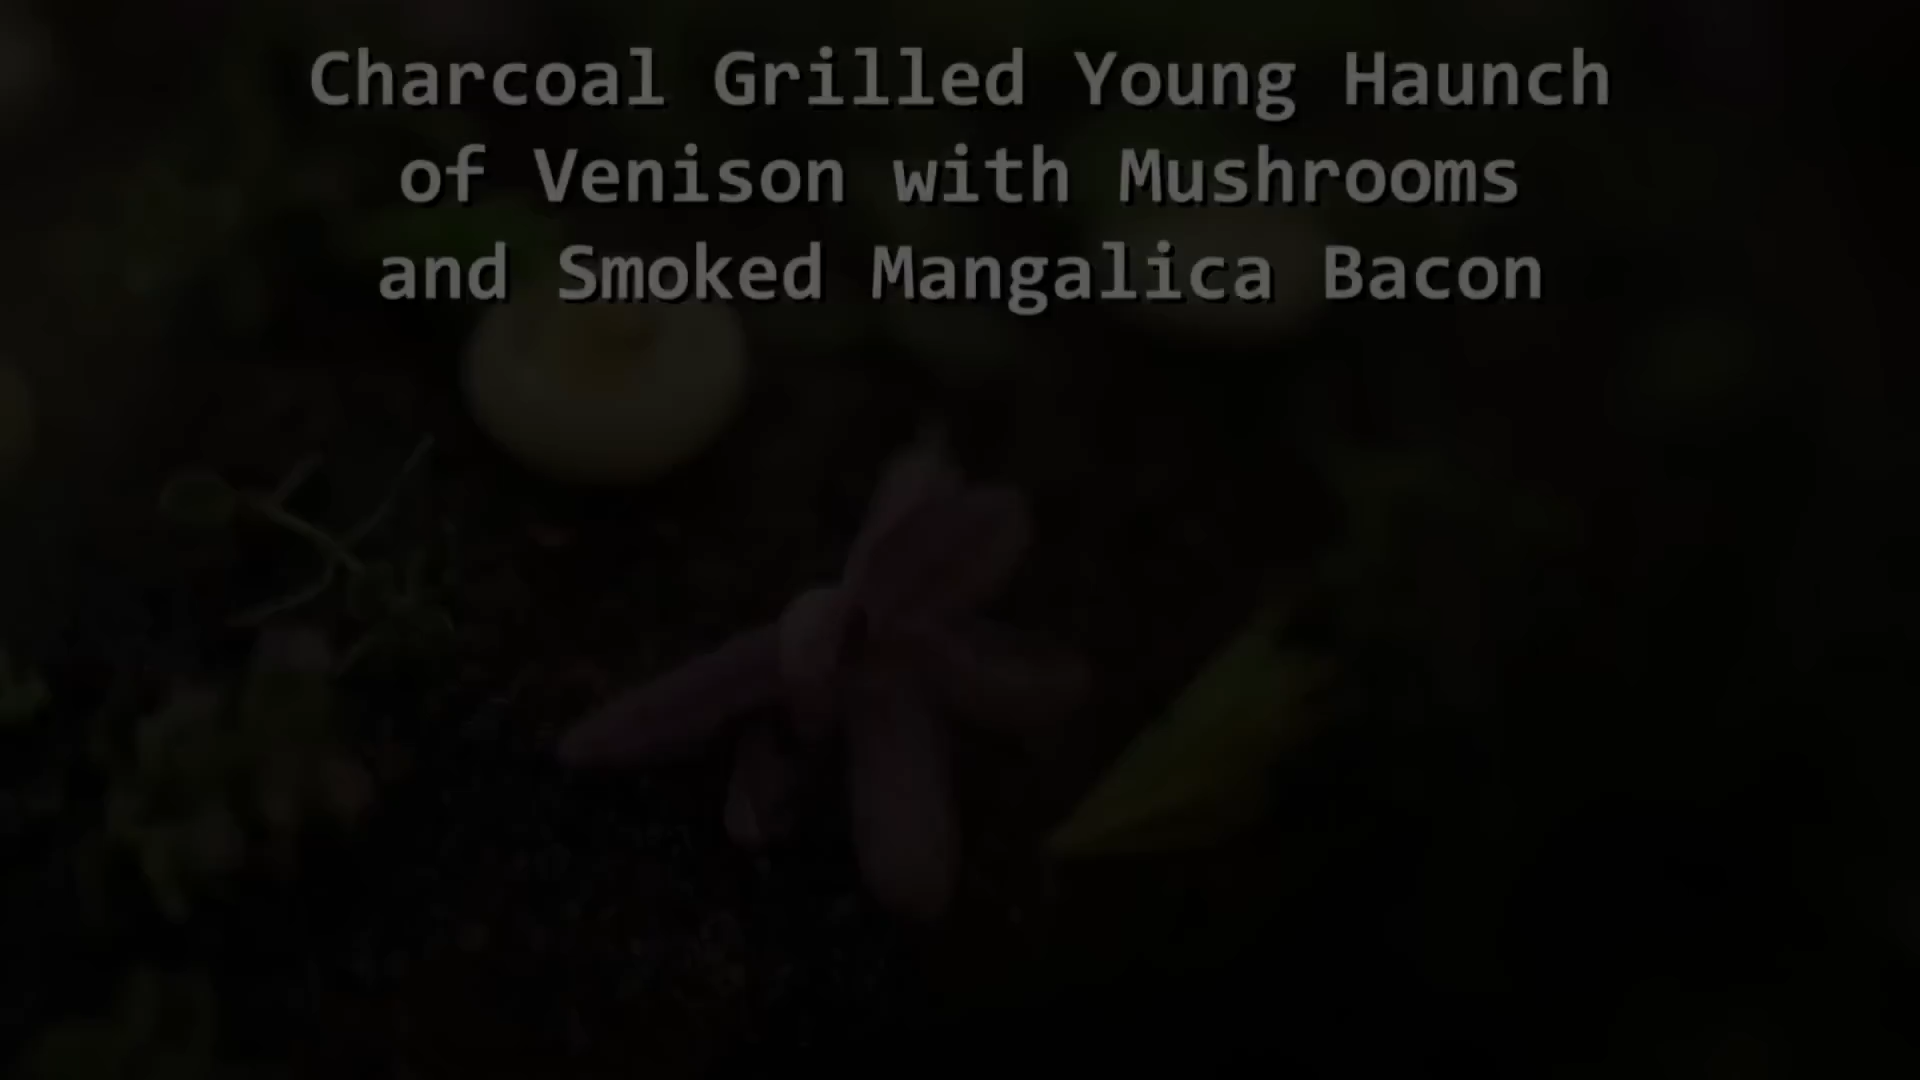 Charcoal Grilled Young Haunch
of Venison with Mushrooms
and Smoked Mangalica Bacon